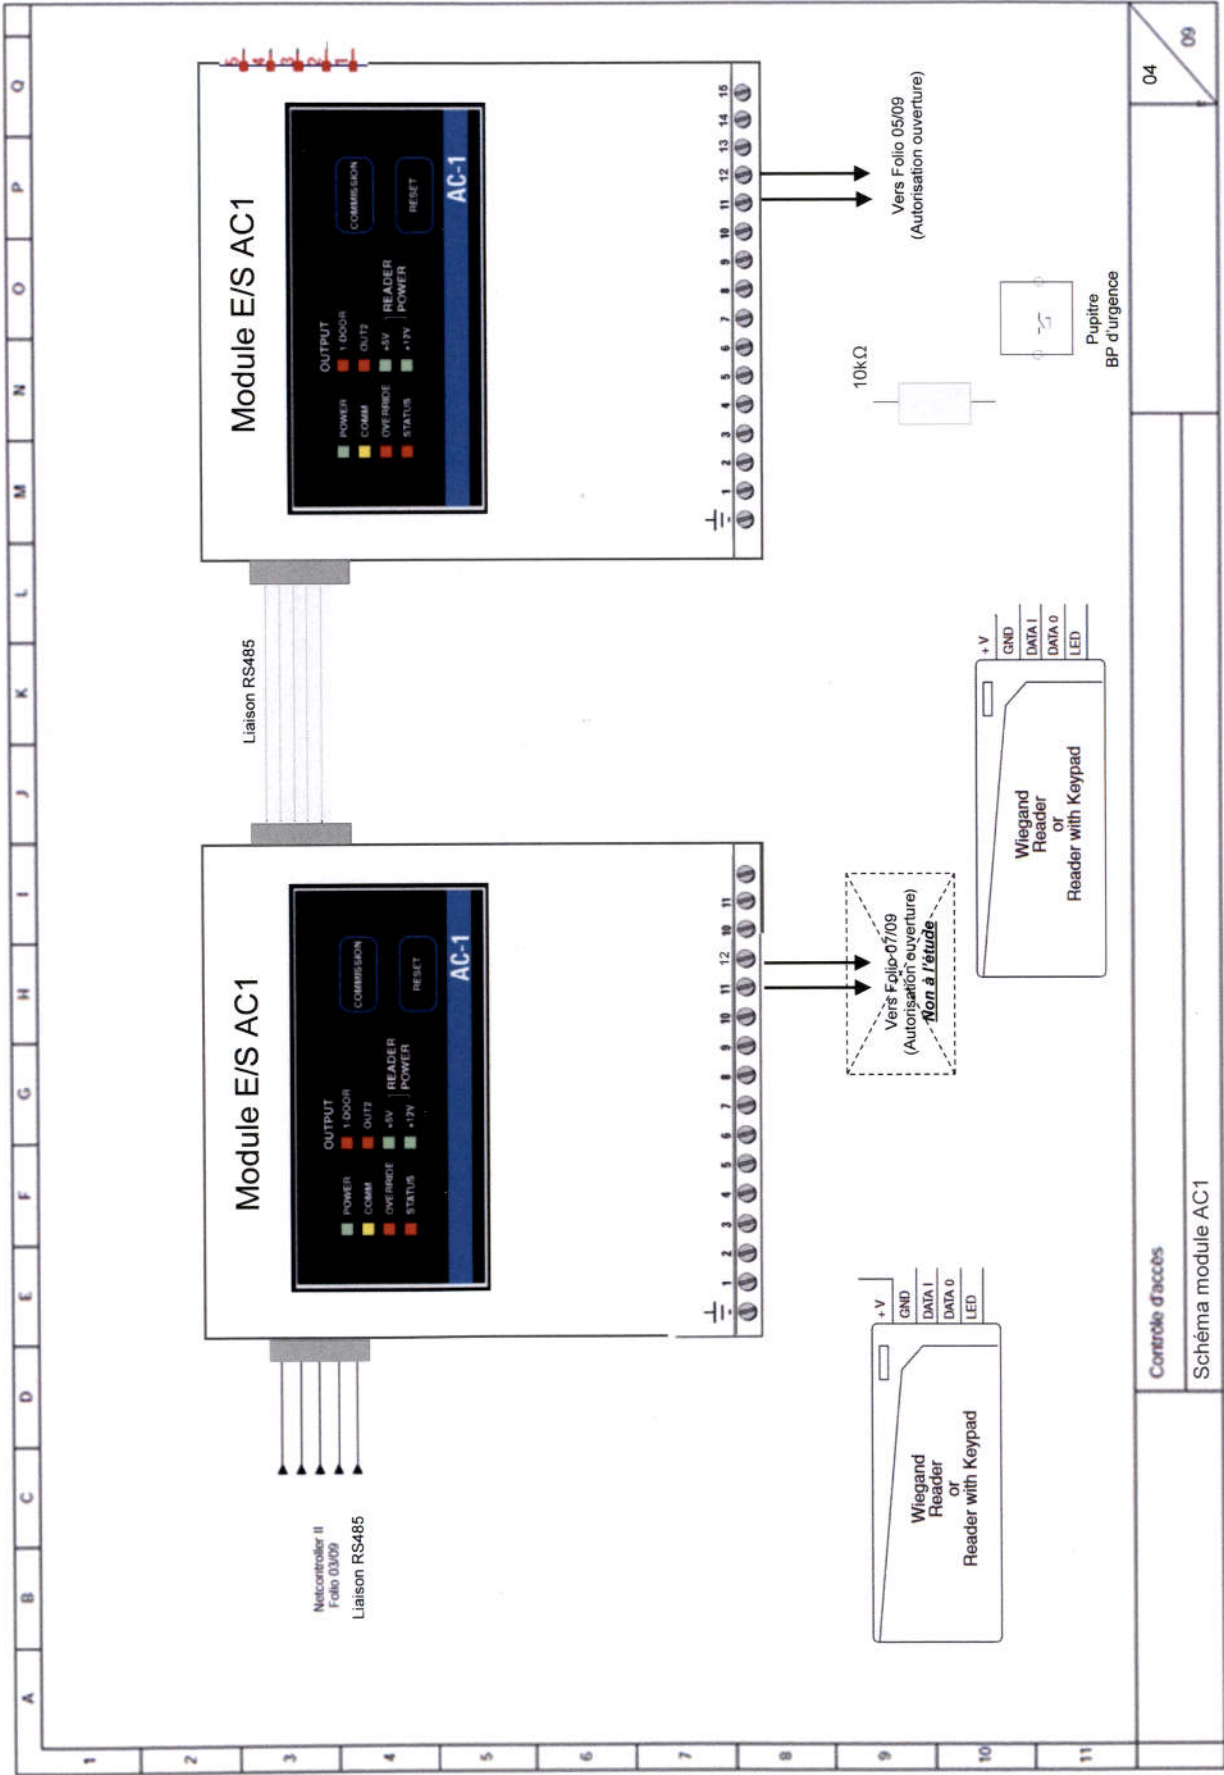 A B C D E F G H I J K L M N O P Q
1
2
3
4
5
6
7
8
9
10
11
Netcontroller II
Folio 03/09
Liaison RS485
Module E/S AC1
OUTPUT
POWER 1-DOOR
COMM OUT2
OVERRIDE +5V READER
STATUS +12V POWER
COMMISSION
RESET
AC-1
1 2 3 4 5 6 7 8 9 10 11 12 10 11
Vers Folio 07/09
(Autorisation ouverture)
Non à l'étude
Liaison RS485
Module E/S AC1
OUTPUT
POWER 1-DOOR
COMM OUT2
OVERRIDE +5V READER
STATUS +12V POWER
COMMISSION
RESET
AC-1
5
4
3
2
1
1 2 3 4 5 6 7 8 9 10 11 12 13 14 15
Vers Folio 05/09
(Autorisation ouverture)
10kΩ
Pupitre
BP d'urgence
Wiegand
Reader
or
Reader with Keypad
+V
GND
DATA I
DATA 0
LED
Wiegand
Reader
or
Reader with Keypad
+V
GND
DATA I
DATA 0
LED
Contrôle d'accès
Schéma module AC1
04
09